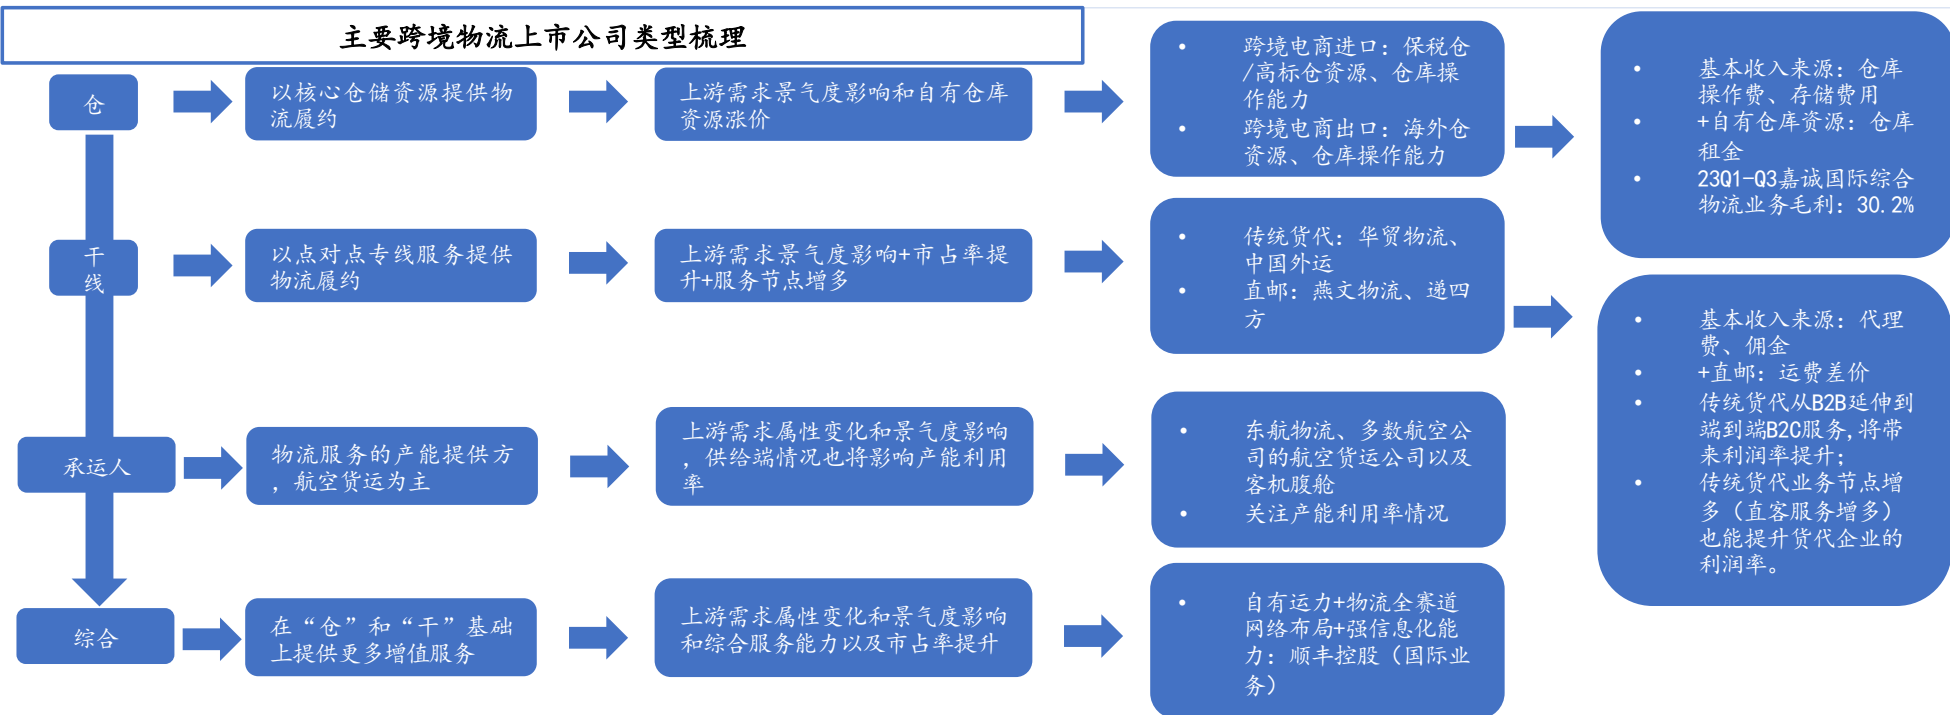 主要跨境物流上市公司类型梳理
仓
以核心仓储资源提供物
流履约
上游需求景气度影响和自有仓库
资源涨价
• 跨境电商进口：保税仓
/高标仓资源、仓库操
作能力
• 跨境电商出口：海外仓
资源、仓库操作能力
• 基本收入来源：仓库
操作费、存储费用
• +自有仓库资源：仓库
租金
• 23Q1-Q3嘉诚国际综合
物流业务毛利：30.2%
干
线
以点对点专线服务提供
物流履约
上游需求景气度影响+市占率提
升+服务节点增多
• 传统货代：华贸物流、
中国外运
• 直邮：燕文物流、递四
方
• 基本收入来源：代理
费、佣金
• +直邮：运费差价
• 传统货代从B2B延伸到
端到端B2C服务,将带
来利润率提升；
• 传统货代业务节点增
多（直客服务增多）
也能提升货代企业的
利润率。
承运人
物流服务的产能提供方
，航空货运为主
上游需求属性变化和景气度影响
，供给端情况也将影响产能利用
率
• 东航物流、多数航空公
司的航空货运公司以及
客机腹舱
• 关注产能利用率情况
综合
在“仓”和“干”基础
上提供更多增值服务
上游需求属性变化和景气度影响
和综合服务能力以及市占率提升
• 自有运力+物流全赛道
网络布局+强信息化能
力：顺丰控股（国际业
务）